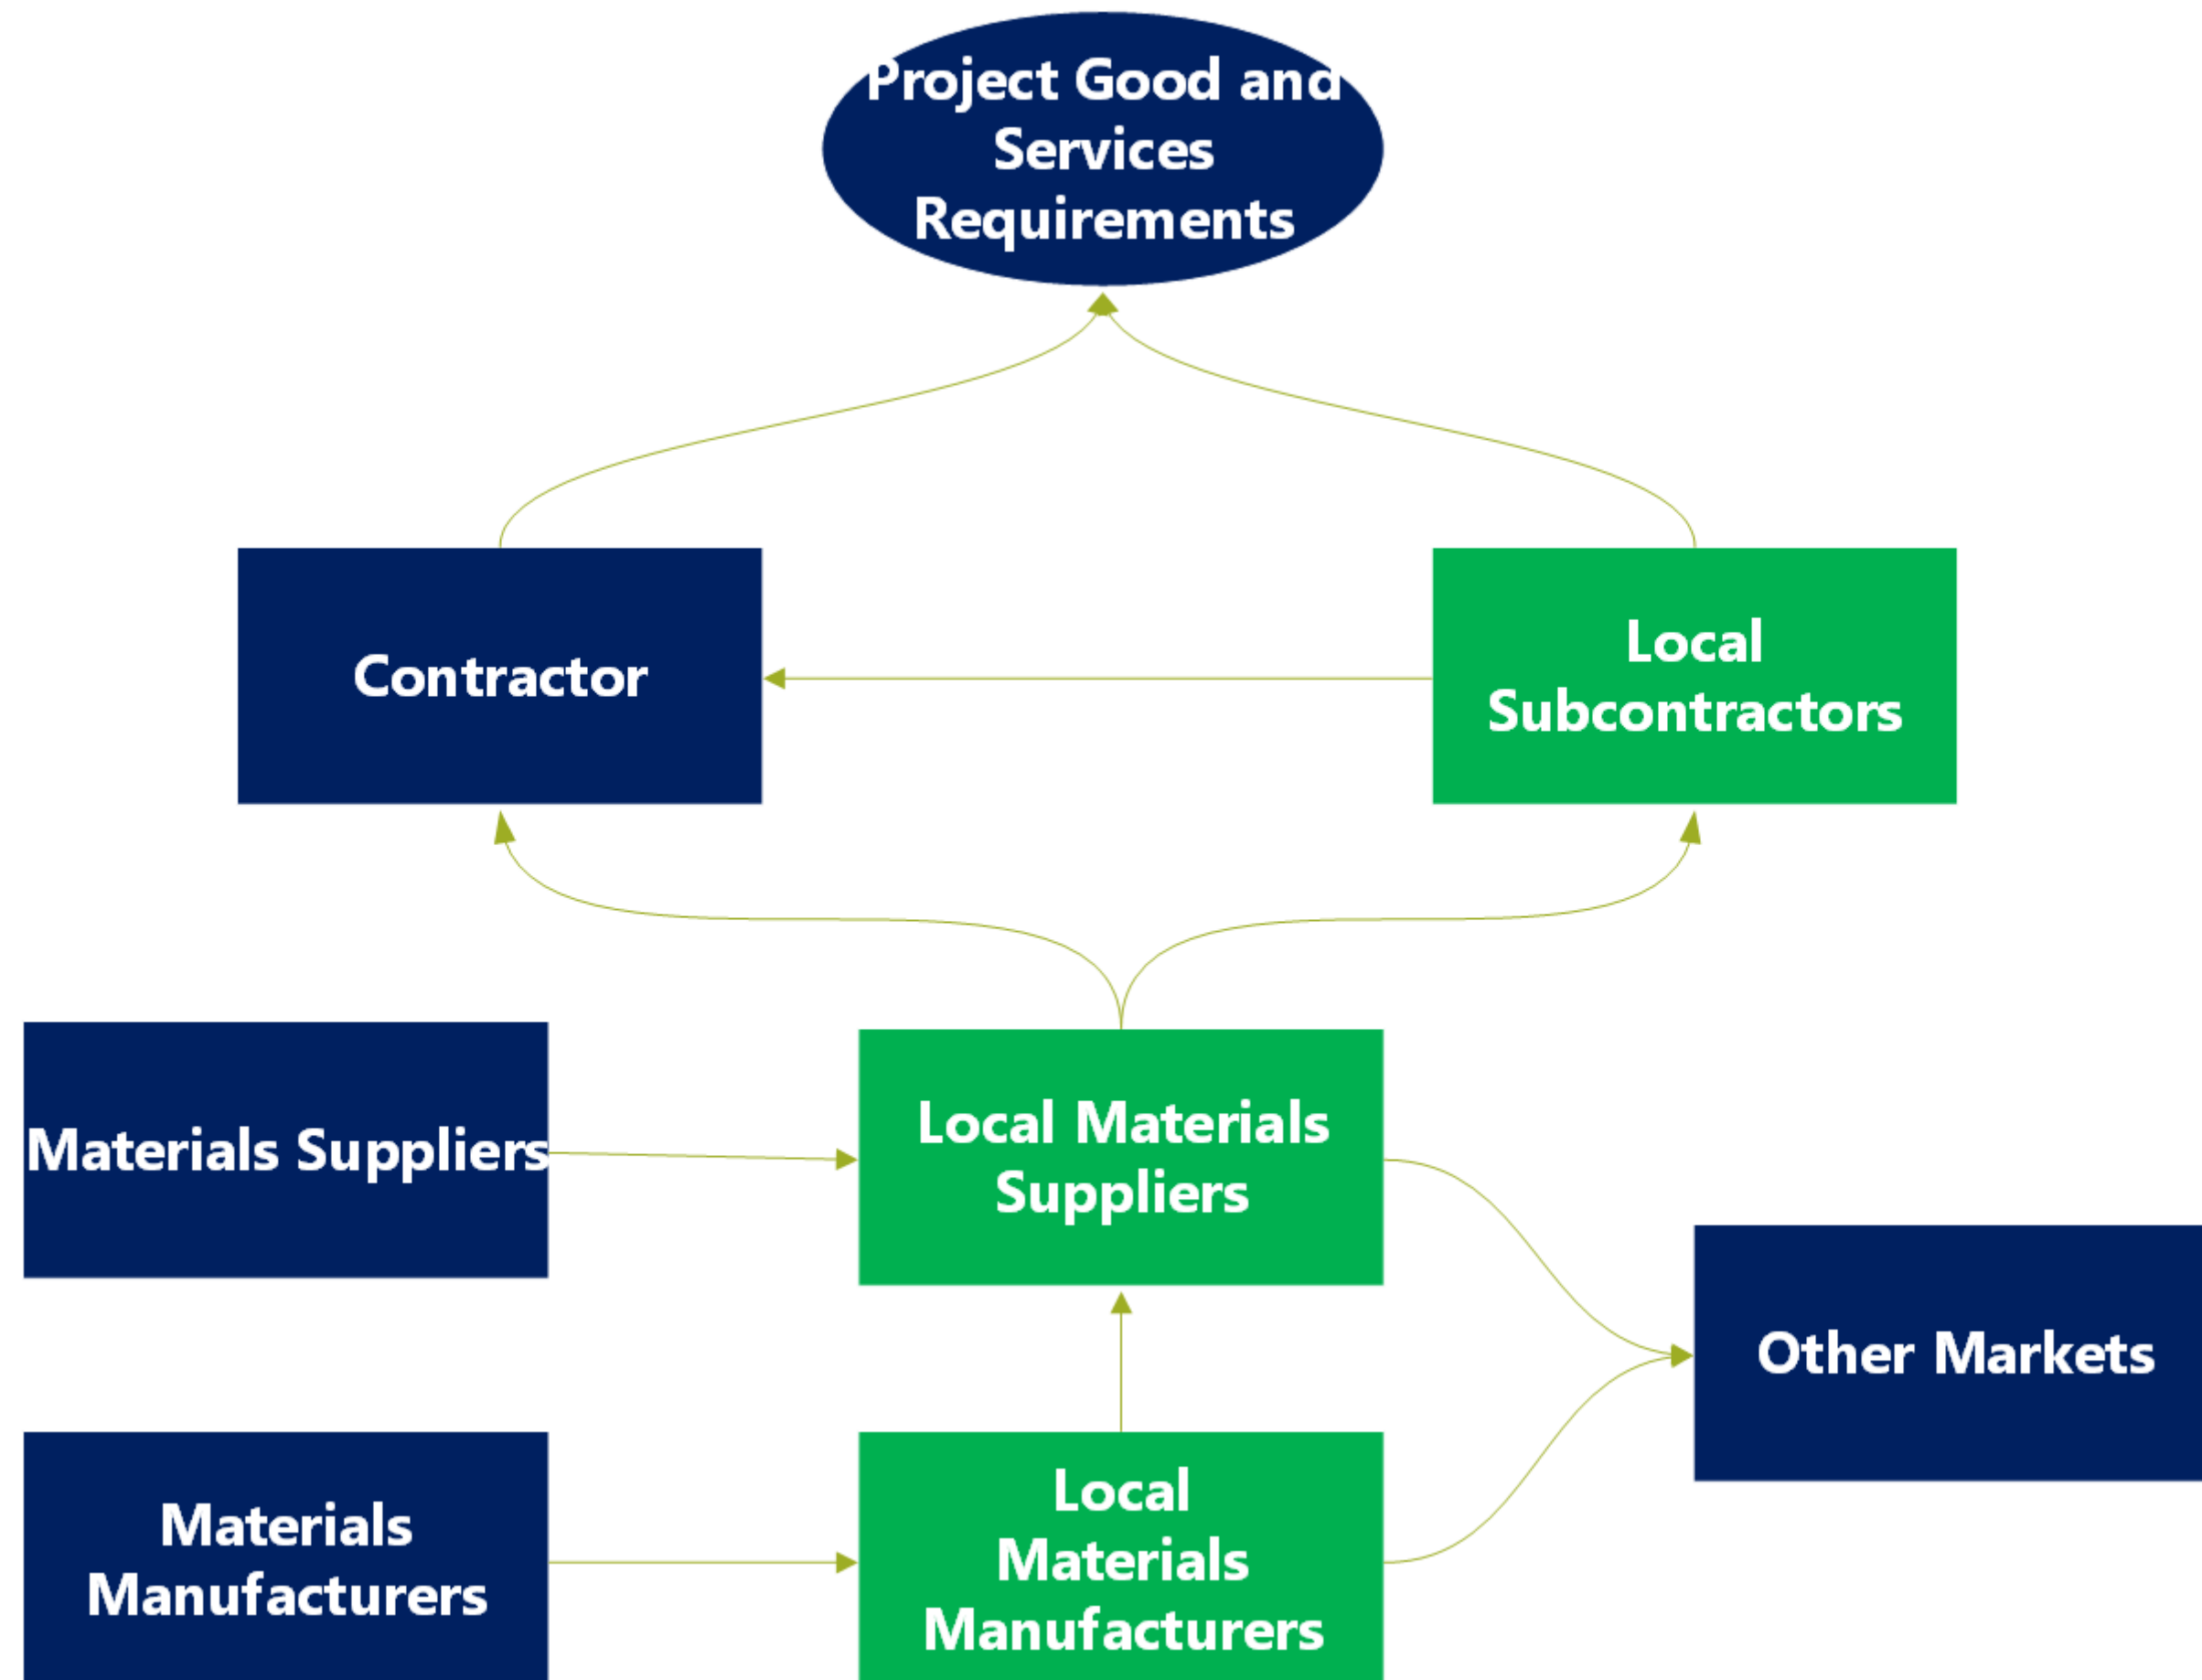 Project Good and
Services
Requirements
Contractor
Local
Subcontractors
Materials Suppliers
Local Materials
Suppliers
Other Markets
Materials
Manufacturers
Local
Materials
Manufacturers